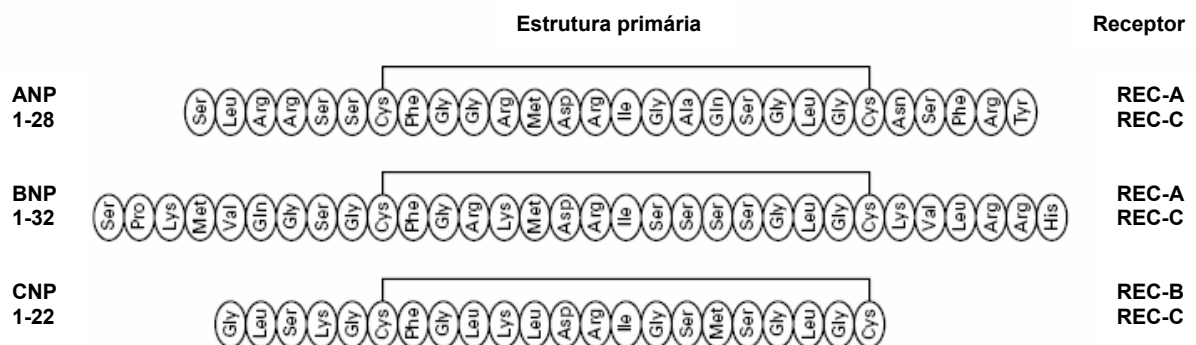 Estrutura primária Receptor
ANP
1-28
Ser Leu Arg Arg Ser Ser Cys Phe Gly Gly Arg Met Asp Arg Ile Gly Ala Gln Ser Gly Leu Gly Cys Asn Ser Phe Arg Tyr
REC-A
REC-C
BNP
1-32
Ser Pro Lys Met Val Gln Gly Ser Gly Cys Phe Gly Arg Lys Met Asp Arg Ile Ser Ser Ser Ser Gly Leu Gly Cys Lys Val Leu Arg Arg His
REC-A
REC-C
CNP
1-22
Gly Leu Ser Lys Gly Cys Phe Gly Leu Lys Leu Asp Arg Ile Gly Ser Met Ser Gly Leu Gly Cys
REC-B
REC-C